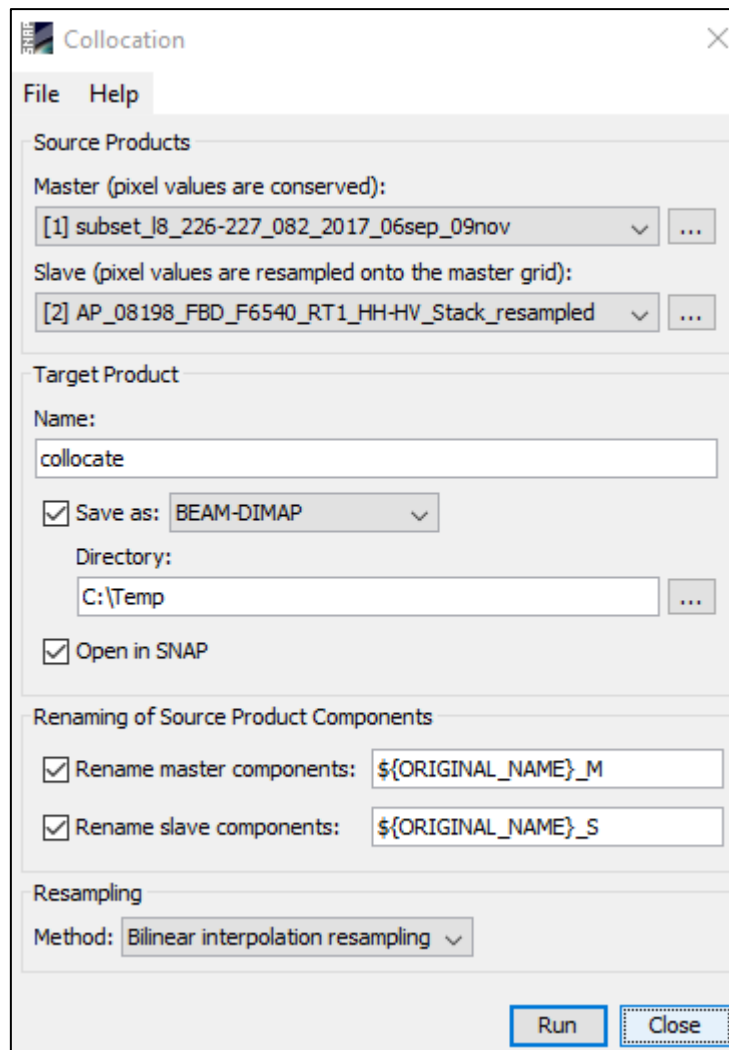 SNAP
Collocation
File Help
Source Products
Master (pixel values are conserved):
[1] subset_l8_226-227_082_2017_06sep_09nov
...
Slave (pixel values are resampled onto the master grid):
[2] AP_08198_FBD_F6540_RT1_HH-HV_Stack_resampled
...
Target Product
Name:
collocate
Save as: BEAM-DIMAP
Directory:
C:\Temp
...
Open in SNAP
Renaming of Source Product Components
Rename master components: ${ORIGINAL_NAME}_M
Rename slave components: ${ORIGINAL_NAME}_S
Resampling
Method: Bilinear interpolation resampling
Run Close